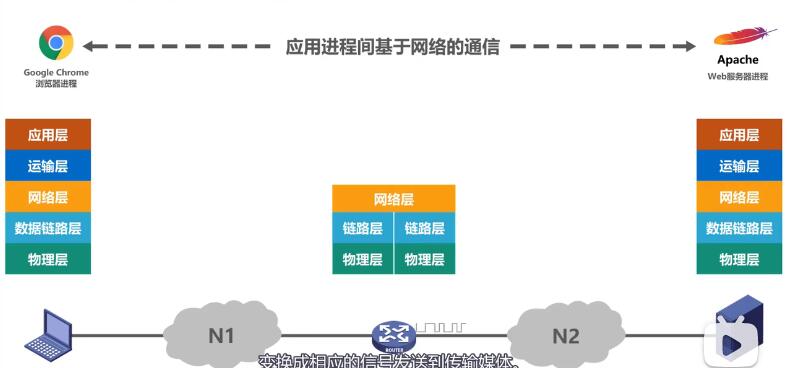 应用进程间基于网络的通信
Google Chrome
浏览器进程
Apache
Web服务器进程
应用层
运输层
网络层
数据链路层
物理层
网络层
链路层 链路层
物理层 物理层
应用层
运输层
网络层
数据链路层
物理层
N1
ROUTER
N2
变换成相应的信号发送到传输媒体。